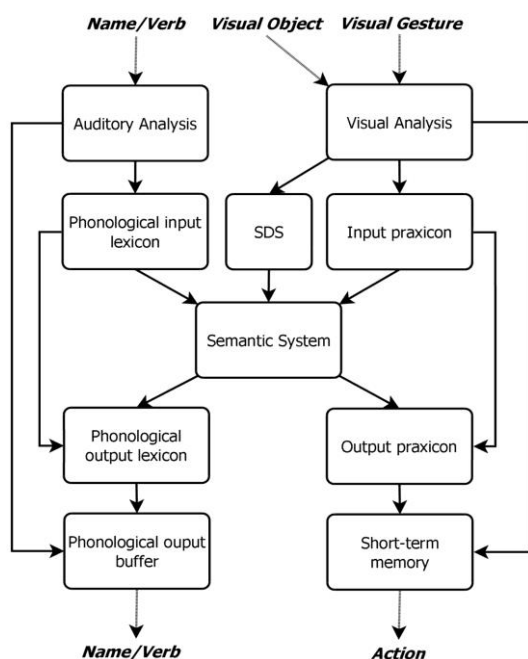 Name/Verb
Visual Object
Visual Gesture
Auditory Analysis
Visual Analysis
Phonological input
lexicon
SDS
Input praxicon
Semantic System
Phonological
output lexicon
Output praxicon
Phonological ouput
buffer
Short-term
memory
Name/Verb
Action